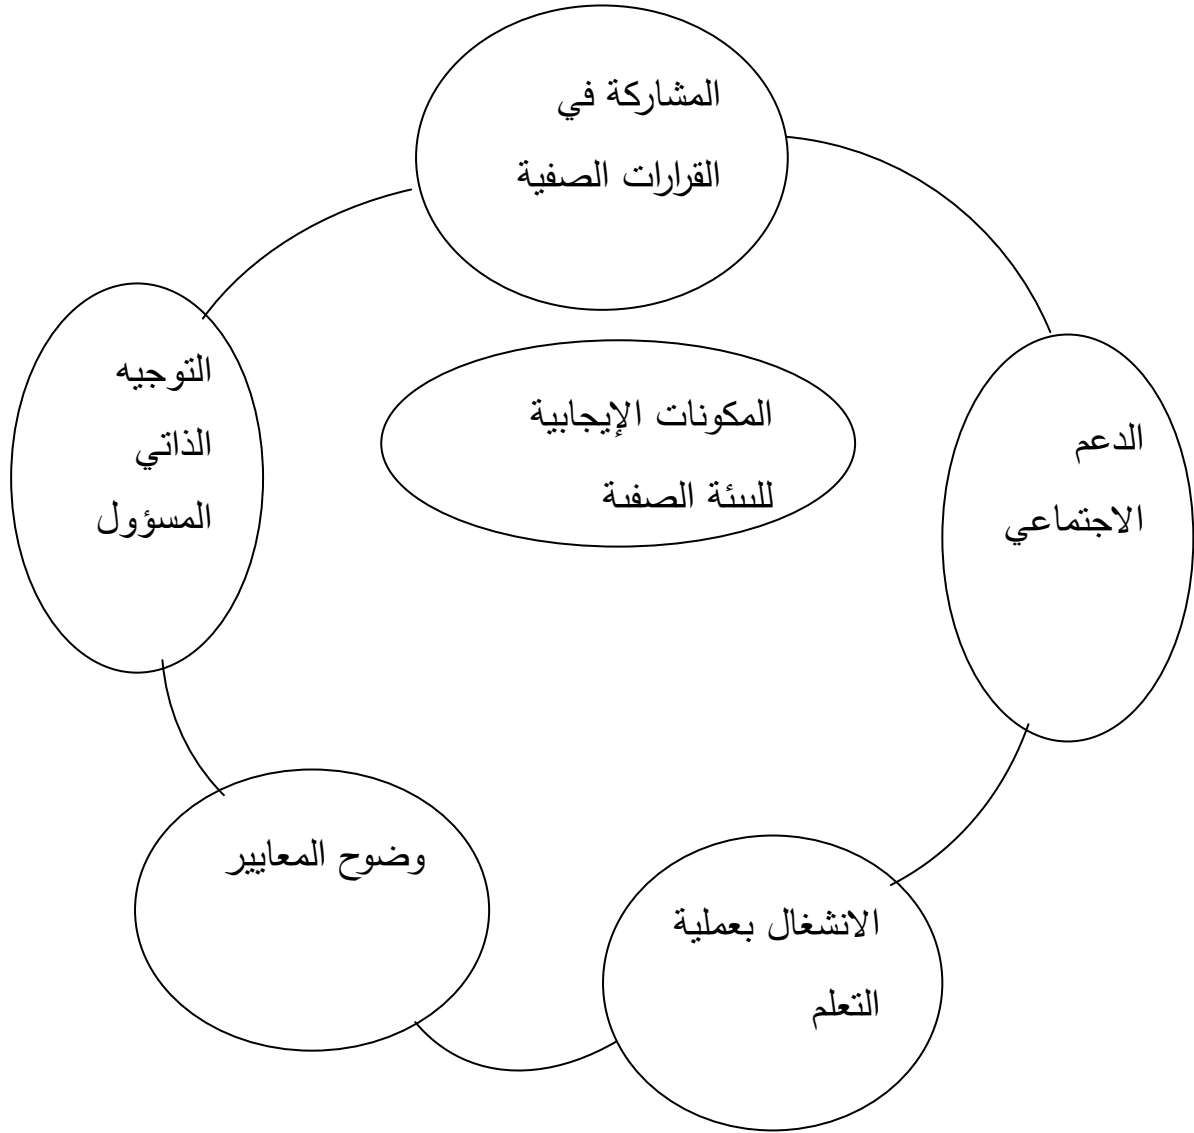 المشاركة في
القرارات الصفية
التوجيه
الذاتي
المسؤول
المكونات الإيجابية
للبيئة الصفية
الدعم
الاجتماعي
وضوح المعايير
الانشغال بعملية
التعلم